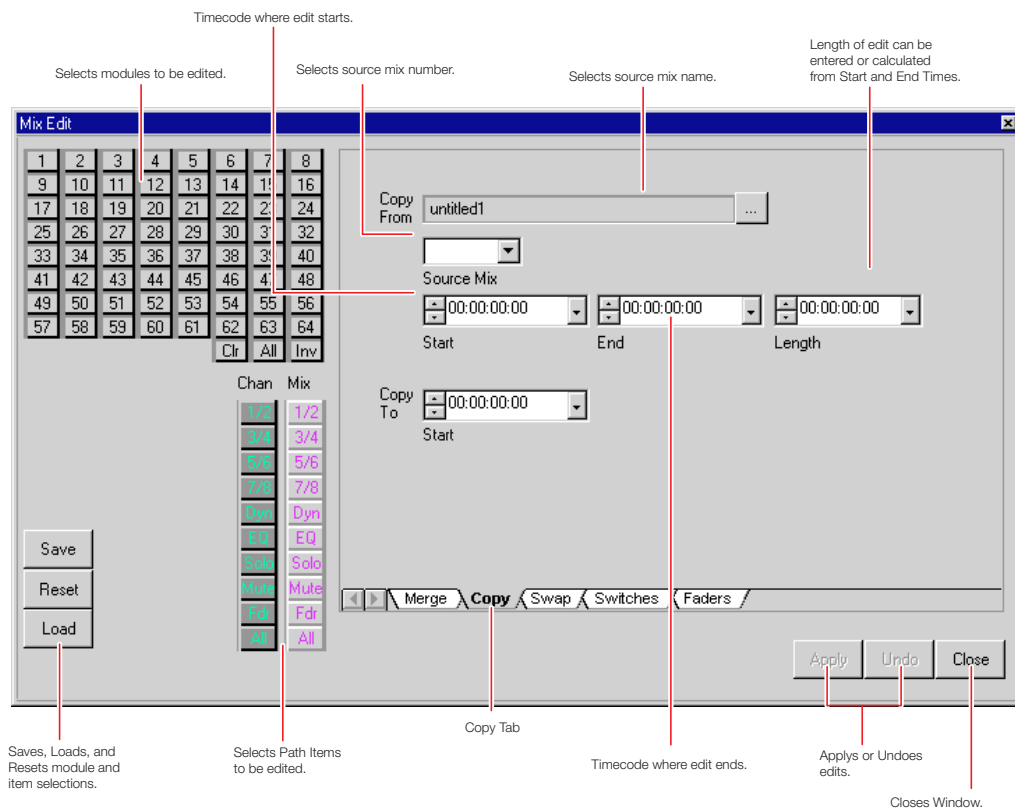 Timecode where edit starts.
Selects modules to be edited.
Selects source mix number.
Selects source mix name.
Length of edit can be
entered or calculated
from Start and End Times.
Mix Edit
1 2 3 4 5 6 7 8
9 10 11 12 13 14 15 16
17 18 19 20 21 22 23 24
25 26 27 28 29 30 31 32
33 34 35 36 37 38 39 40
41 42 43 44 45 46 47 48
49 50 51 52 53 54 55 56
57 58 59 60 61 62 63 64
Clr All Inv
Copy
From
untitled1
...
Source Mix
00:00:00:00 00:00:00:00 00:00:00:00
Start End Length
Copy
To
00:00:00:00
Start
Chan Mix
1/2 1/2
3/4 3/4
5/6 5/6
7/8 7/8
Dyn Dyn
EQ EQ
Solo Solo
Mute Mute
Fdr Fdr
All All
Save
Reset
Load
Merge Copy Swap Switches Faders
Apply Undo Close
Copy Tab
Saves, Loads, and
Resets module and
item selections.
Selects Path Items
to be edited.
Timecode where edit ends.
Applys or Undoes
edits.
Closes Window.